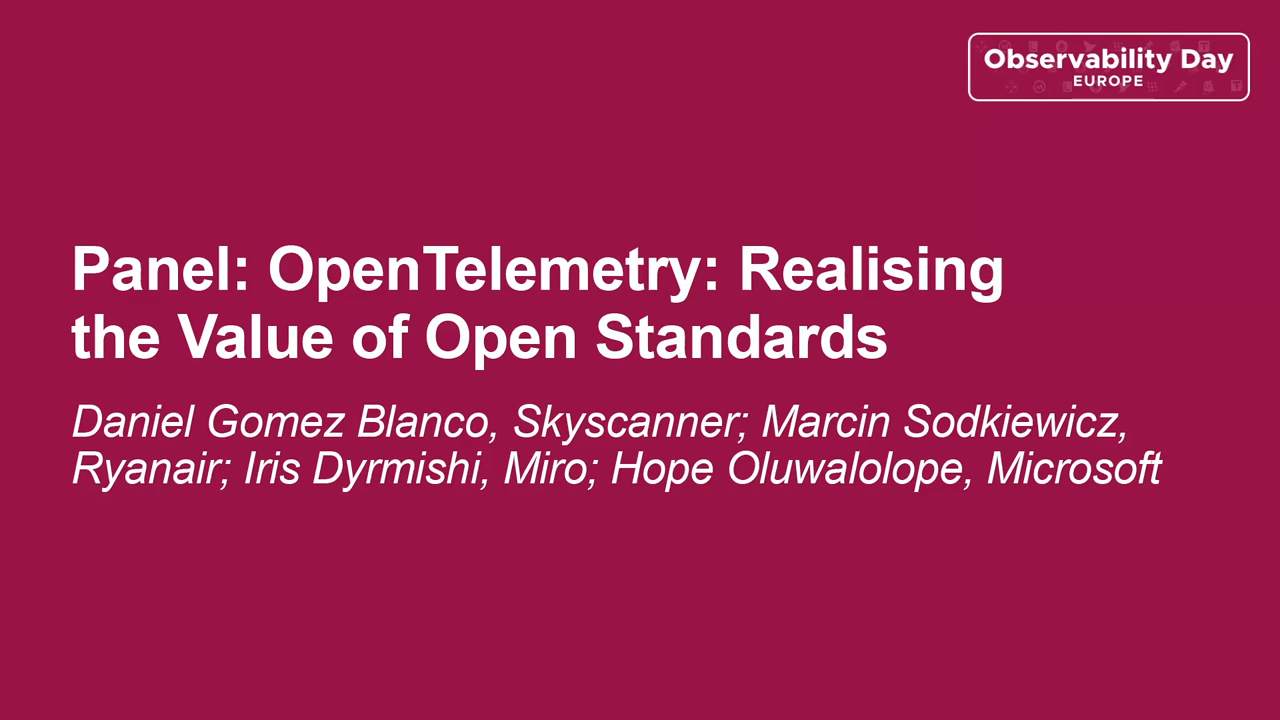 Observability Day
EUROPE
Panel: OpenTelemetry: Realising
the Value of Open Standards
Daniel Gomez Blanco, Skyscanner; Marcin Sodkiewicz,
Ryanair; Iris Dyrmishi, Miro; Hope Oluwalolope, Microsoft